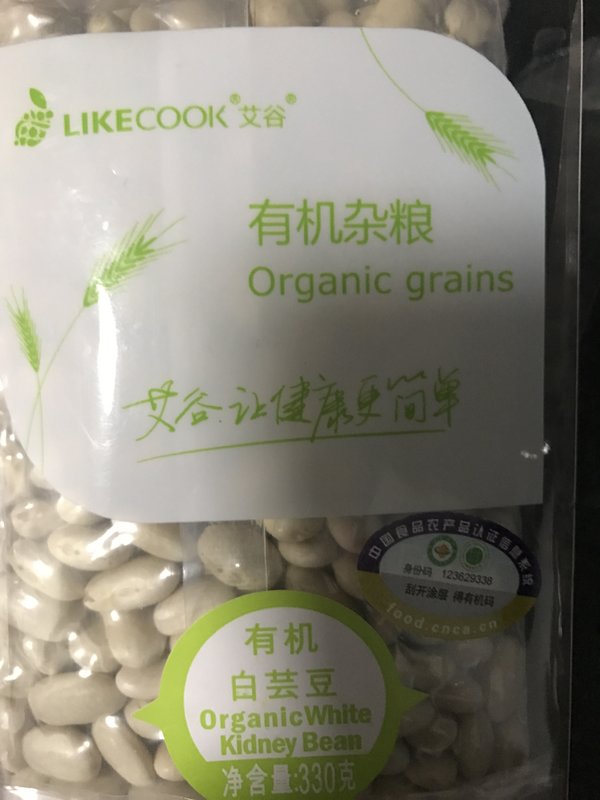 LIKECOOK® 艾谷®
有机杂粮
Organic grains
艾谷·让健康更简单
中国食品农产品认证信息系统
身份码 123629338
刮开涂层 得有机码
food.cnca.cn
有机
白芸豆
Organic White
Kidney Bean
净含量:330克